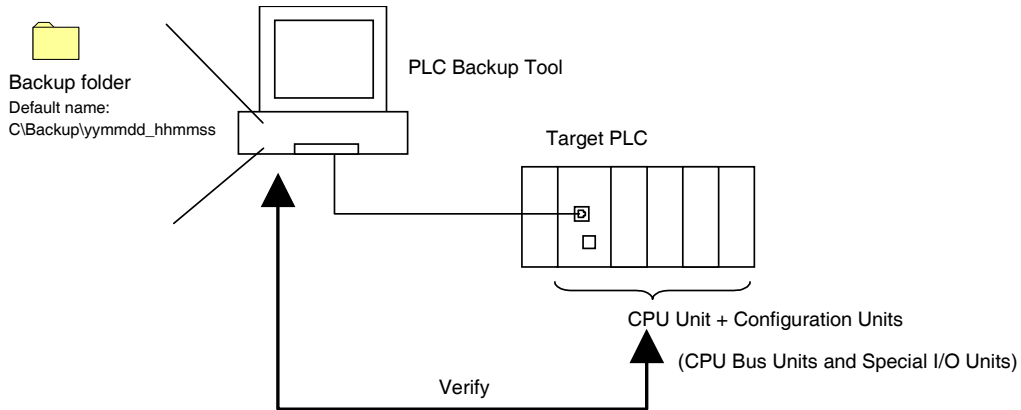 PLC Backup Tool
Backup folder
Default name:
C\Backup\yymmdd_hhmmss
Target PLC
CPU Unit + Configuration Units
(CPU Bus Units and Special I/O Units)
Verify